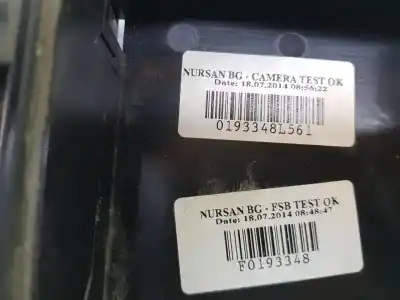 NURSAN BG - CAMERA TEST OK
Date: 18.07.2014 08:56:22
0193348L561
NURSAN BG - FSB TEST OK
Date: 18.07.2014 08:48:47
F0193348